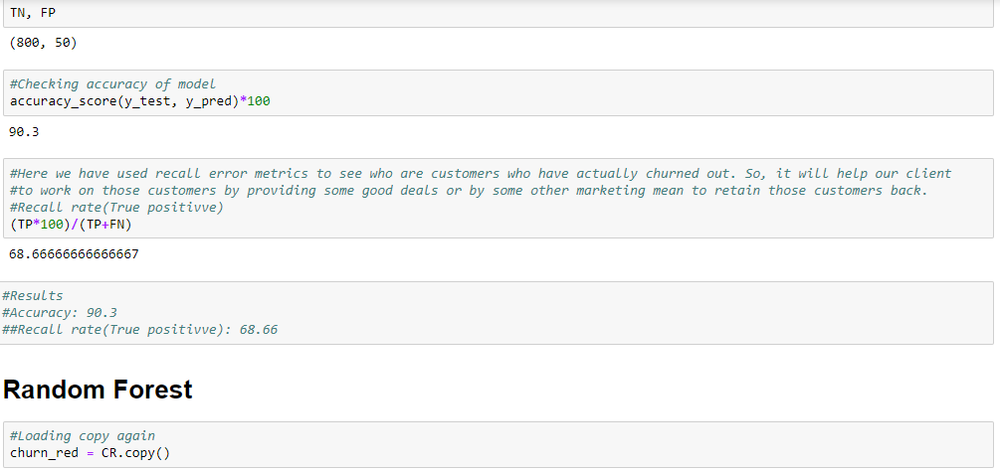 TN, FP
(800, 50)
#Checking accuracy of model
accuracy_score(y_test, y_pred)*100
90.3
#Here we have used recall error metrics to see who are customers who have actually churned out. So, it will help our client
#to work on those customers by providing some good deals or by some other marketing mean to retain those customers back.
#Recall rate(True positivve)
(TP*100)/(TP+FN)
68.66666666666667
#Results
#Accuracy: 90.3
##Recall rate(True positivve): 68.66
Random Forest
#Loading copy again
churn_red = CR.copy()